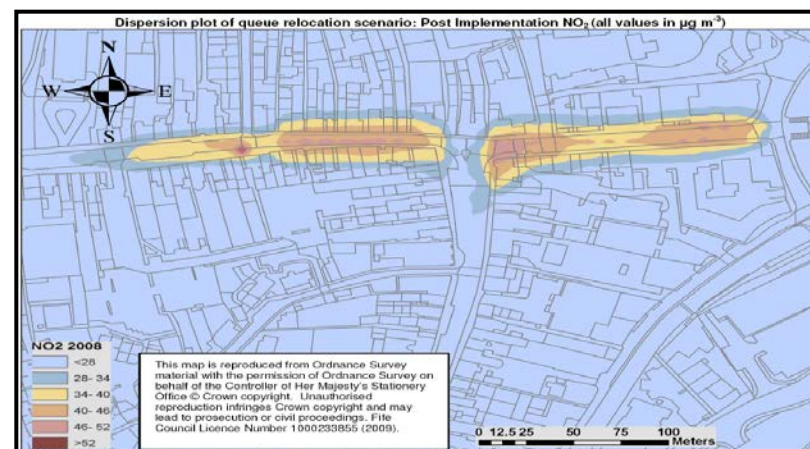 Dispersion plot of queue relocation scenario: Post Implementation NO₂ (all values in µg m⁻³)
N
W E
S
NO2 2008
<28
28- 34
34- 40
40- 46
46- 52
>52
This map is reproduced from Ordnance Survey
material with the permission of Ordnance Survey on
behalf of the Controller of Her Majesty's Stationery
Office © Crown copyright. Unauthorised
reproduction infringes Crown copyright and may
lead to prosecution or civil proceedings. Fife
Council Licence Number 1000233855 (2009).
0 12.5 25 50 75 100
Meters